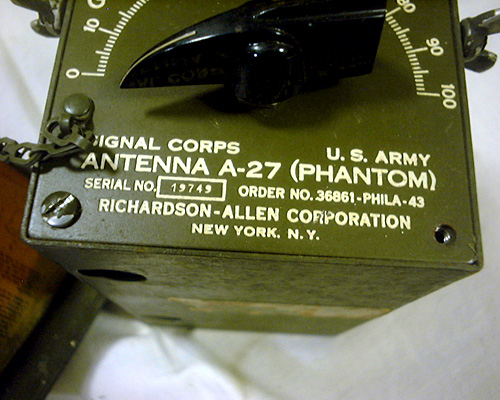 0 10
80 90 100
SIGNAL CORPS U. S. ARMY
ANTENNA A-27 (PHANTOM)
SERIAL NO. 19749 ORDER NO. 36861-PHILA-43
RICHARDSON-ALLEN CORPORATION
NEW YORK. N.Y.